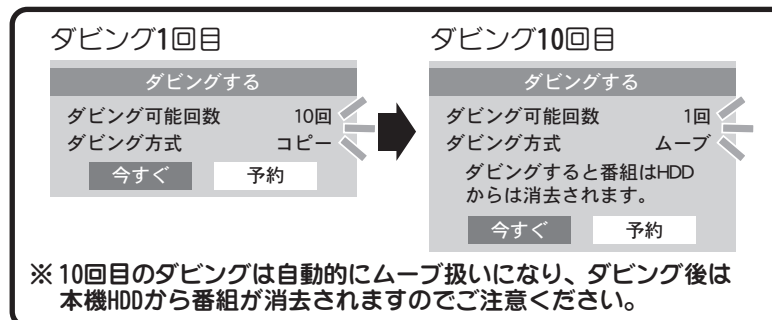 ダビング1回目
ダビングする
ダビング可能回数 10回
ダビング方式 コピー
今すぐ 予約
ダビング10回目
ダビングする
ダビング可能回数 1回
ダビング方式 ムーブ
ダビングすると番組はHDD
からは消去されます。
今すぐ 予約
※10回目のダビングは自動的にムーブ扱いになり、ダビング後は
本機HDDから番組が消去されますのでご注意ください。